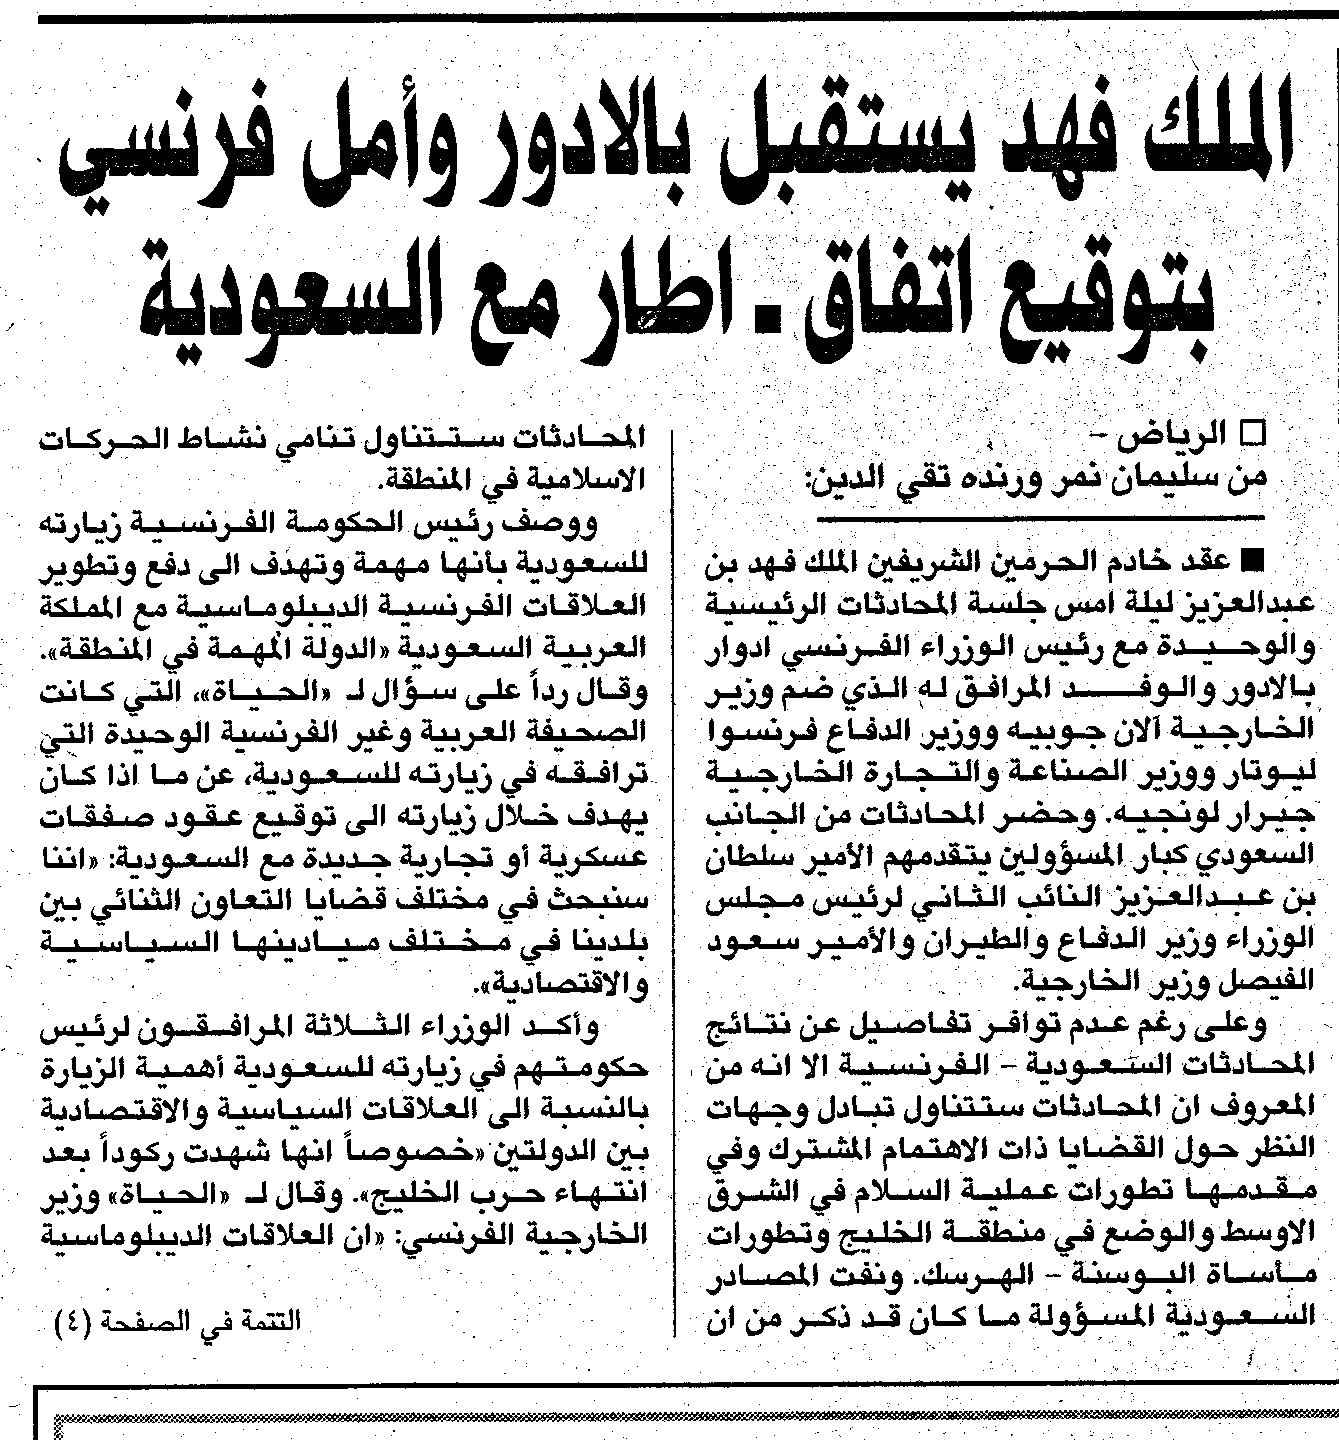 الملك فهد يستقبل بالادور وأمل فرنسي
بتوقيع اتفاق ـ اطار مع السعودية
□ الرياض –
من سليمان نمر ورنده تقي الدين:
■ عقد خادم الحرمين الشريفين الملك فهد بن
عبدالعزيز ليلة امس جلسة المحادثات الرئيسية
والوحيدة مع رئيس الوزراء الفرنسي ادوار
بالادور والوفد المرافق له الذي ضم وزير
الخارجية آلان جوبيه ووزير الدفاع فرنسوا
ليوتار ووزير الصناعة والتجارة الخارجية
جيرار لونجيه. وحضر المحادثات من الجانب
السعودي كبار المسؤولين يتقدمهم الأمير سلطان
بن عبدالعزيز النائب الثاني لرئيس مجلس
الوزراء وزير الدفاع والطيران والأمير سعود
الفيصل وزير الخارجية.
وعلى رغم عدم توافر تفاصيل عن نتائج
المحادثات السعودية – الفرنسية الا انه من
المعروف ان المحادثات ستتناول تبادل وجهات
النظر حول القضايا ذات الاهتمام المشترك وفي
مقدمها تطورات عملية السلام في الشرق
الاوسط والوضع في منطقة الخليج وتطورات
مأساة البوسنة – الهرسك. ونفت المصادر
السعودية المسؤولة ما كان قد ذكر من ان
المحادثات ستتناول تنامي نشاط الحركات
الاسلامية في المنطقة.
ووصف رئيس الحكومة الفرنسية زيارته
للسعودية بأنها مهمة وتهدف الى دفع وتطوير
العلاقات الفرنسية الديبلوماسية مع المملكة
العربية السعودية «الدولة المهمة في المنطقة».
وقال رداً على سؤال لـ «الحياة»، التي كانت
الصحيفة العربية وغير الفرنسية الوحيدة التي
ترافقه في زيارته للسعودية، عن ما اذا كان
يهدف خلال زيارته الى توقيع عقود صفقات
عسكرية أو تجارية جديدة مع السعودية: «اننا
سنبحث في مختلف قضايا التعاون الثنائي بين
بلدينا في مختلف ميادينها السياسية
والاقتصادية».
وأكد الوزراء الثلاثة المرافقون لرئيس
حكومتهم في زيارته للسعودية أهمية الزيارة
بالنسبة الى العلاقات السياسية والاقتصادية
بين الدولتين «خصوصاً انها شهدت ركوداً بعد
انتهاء حرب الخليج». وقال لـ «الحياة» وزير
الخارجية الفرنسي: «ان العلاقات الديبلوماسية
التتمة في الصفحة (٤)